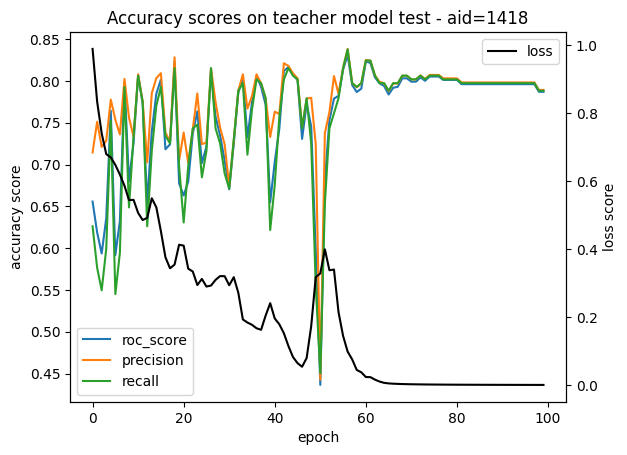 Accuracy scores on teacher model test - aid=1418
loss
roc_score
precision
recall
accuracy score
0.85
0.80
0.75
0.70
0.65
0.60
0.55
0.50
0.45
1.0
0.8
0.6
0.4
0.2
0.0
loss score
0 20 40 60 80 100
epoch